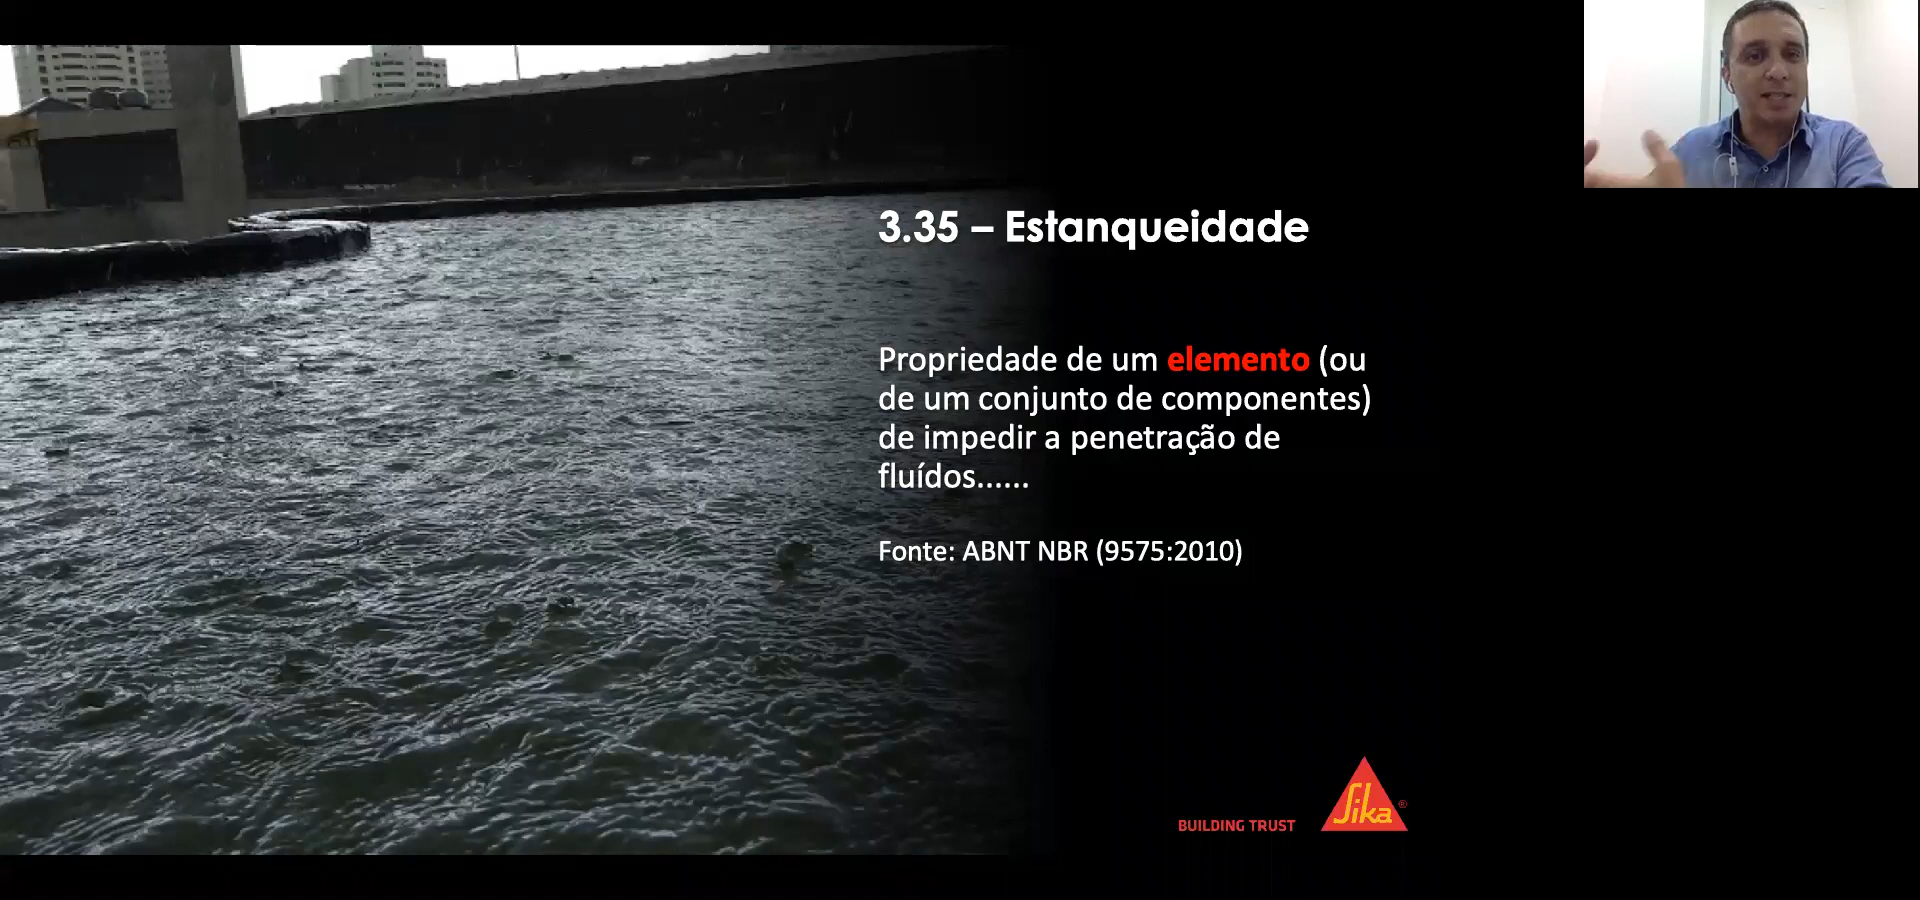 3.35 – Estanqueidade
Propriedade de um elemento (ou
de um conjunto de componentes)
de impedir a penetração de
fluídos......
Fonte: ABNT NBR (9575:2010)
BUILDING TRUST
Sika®